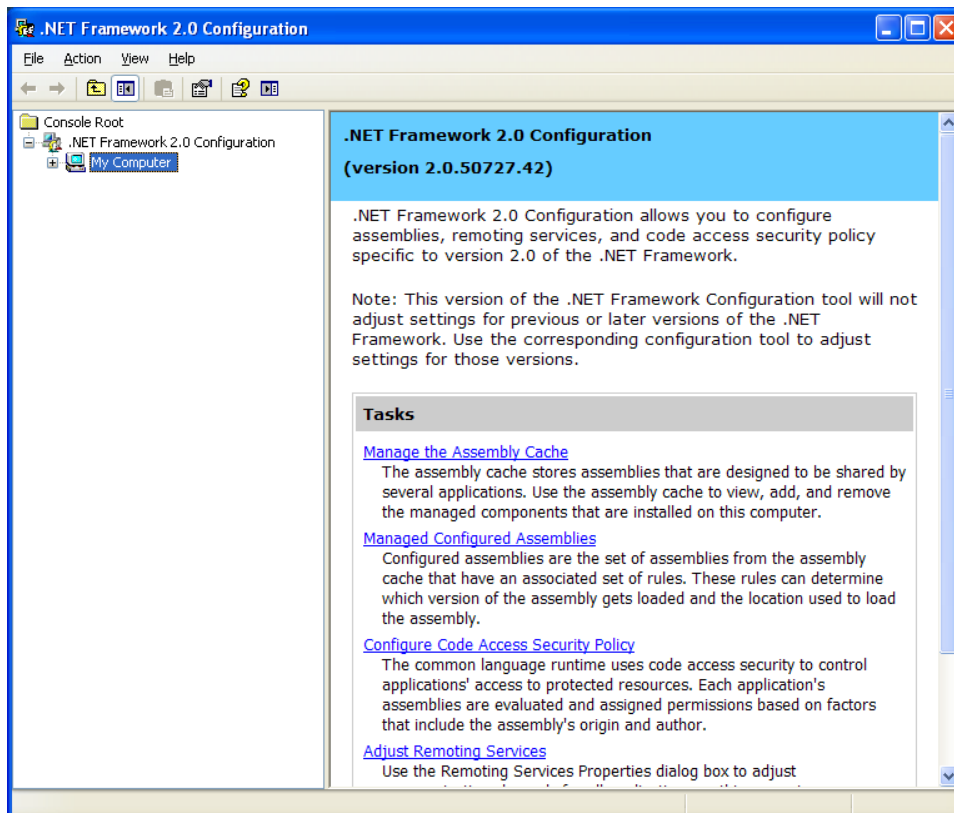 .NET Framework 2.0 Configuration
File Action View Help
Console Root
.NET Framework 2.0 Configuration
My Computer
.NET Framework 2.0 Configuration
(version 2.0.50727.42)
.NET Framework 2.0 Configuration allows you to configure
assemblies, remoting services, and code access security policy
specific to version 2.0 of the .NET Framework.
Note: This version of the .NET Framework Configuration tool will not
adjust settings for previous or later versions of the .NET
Framework. Use the corresponding configuration tool to adjust
settings for those versions.
Tasks
Manage the Assembly Cache
The assembly cache stores assemblies that are designed to be shared by
several applications. Use the assembly cache to view, add, and remove
the managed components that are installed on this computer.
Managed Configured Assemblies
Configured assemblies are the set of assemblies from the assembly
cache that have an associated set of rules. These rules can determine
which version of the assembly gets loaded and the location used to load
the assembly.
Configure Code Access Security Policy
The common language runtime uses code access security to control
applications' access to protected resources. Each application's
assemblies are evaluated and assigned permissions based on factors
that include the assembly's origin and author.
Adjust Remoting Services
Use the Remoting Services Properties dialog box to adjust